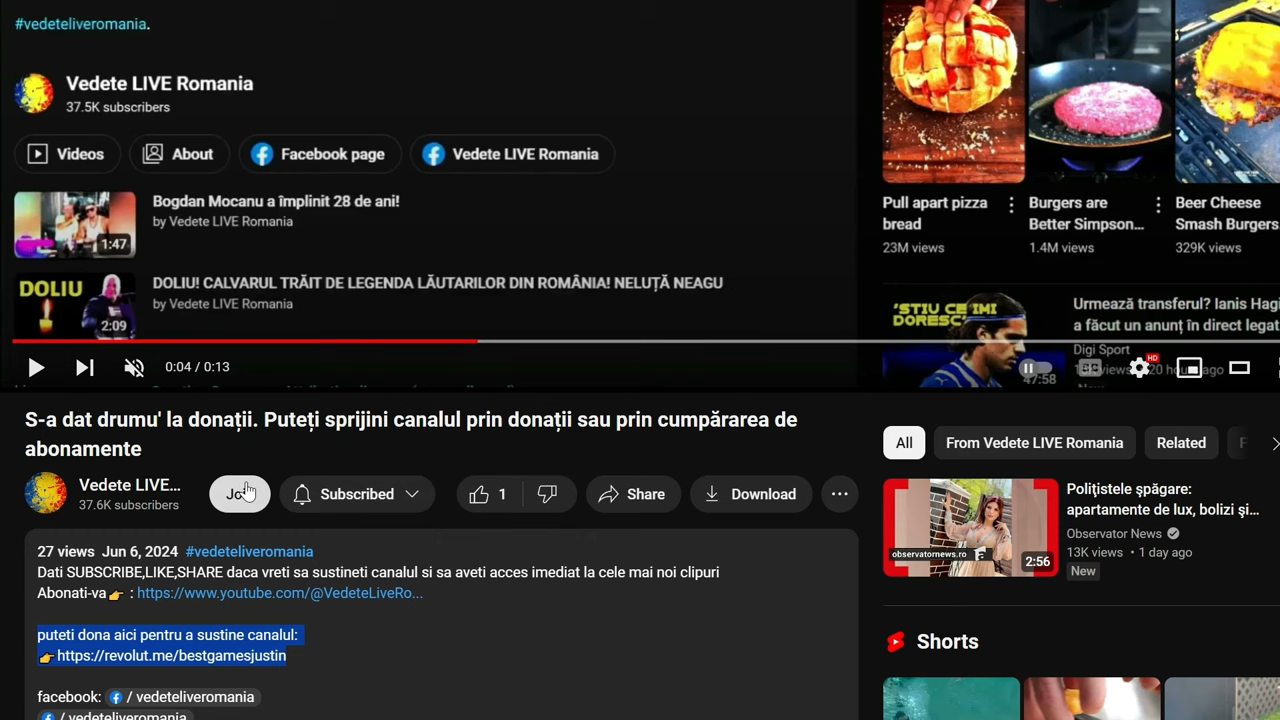 #vedeteliveromania.
Vedete LIVE Romania
37.5K subscribers
Videos
About
Facebook page
Vedete LIVE Romania
Bogdan Mocanu a împlinit 28 de ani!
by Vedete LIVE Romania
1:47
DOLIU! CALVARUL TRĂIT DE LEGENDA LĂUTARILOR DIN ROMÂNIA! NELUȚĂ NEAGU
by Vedete LIVE Romania
DOLIU
2:09
0:04 / 0:13
HD
Pull apart pizza
bread
23M views
Burgers are
Better Simpson...
1.4M views
Beer Cheese
Smash Burgers
329K views
'STIU CE IMI
DORESC'
47:58
Urmează transferul? Ianis Hagi
a făcut un anunț în direct legat
Digi Sport
20 hours ago
S-a dat drumu' la donații. Puteți sprijini canalul prin donații sau prin cumpărarea de
abonamente
Vedete LIVE...
37.6K subscribers
Subscribed
1
Share
Download
27 views Jun 6, 2024 #vedeteliveromania
Dati SUBSCRIBE,LIKE,SHARE daca vreti sa sustineti canalul si sa aveti acces imediat la cele mai noi clipuri
Abonati-va👉 : https://www.youtube.com/@VedeteLiveRo...
puteti dona aici pentru a sustine canalul:
👉https://revolut.me/bestgamesjustin
facebook: / vedeteliveromania
/ vedeteliveromania
All
From Vedete LIVE Romania
Related
observatornews.ro
2:56
Polițistele șpăgare:
apartamente de lux, bolizi și...
Observator News
13K views • 1 day ago
New
Shorts